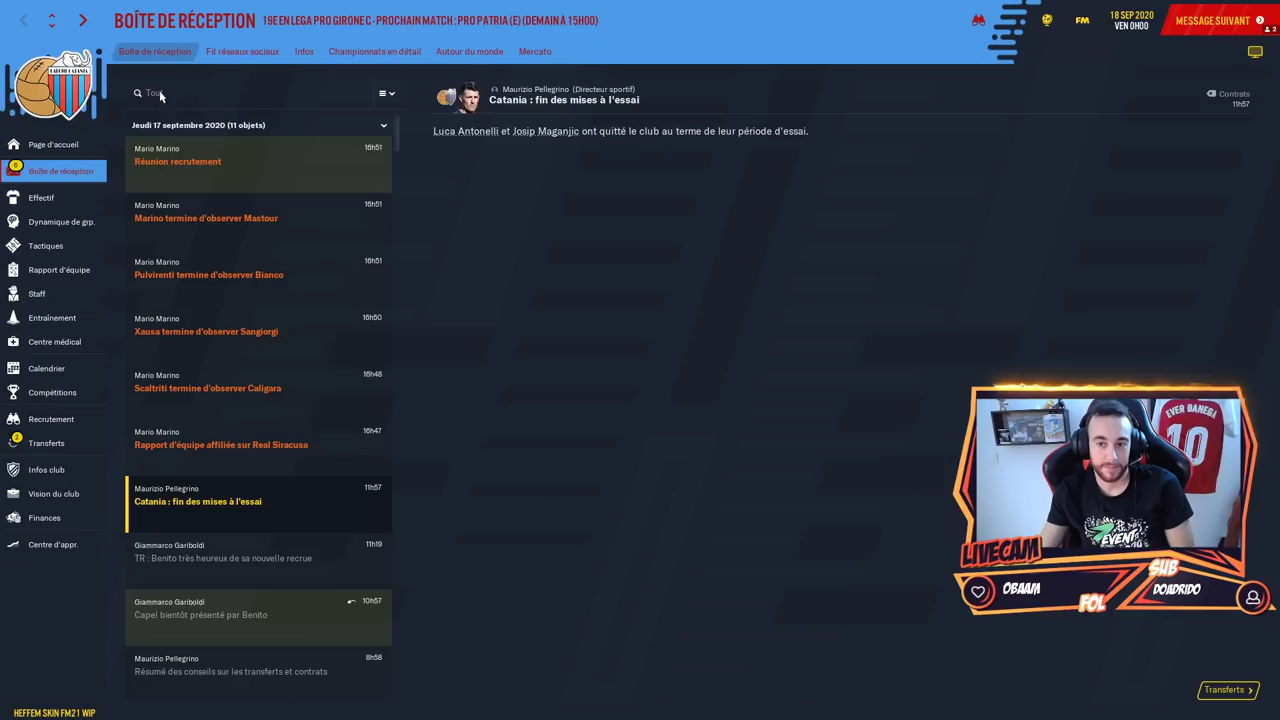 BOÎTE DE RÉCEPTION
19E EN LEGA PRO GIRONE C - PROCHAIN MATCH : PRO PATRIA (E) (DEMAIN À 15H00)
FM
18 SEP 2020
VEN 0H00
MESSAGE SUIVANT
2
Boîte de réception
Fil réseaux sociaux
Infos
Championnats en détail
Autour du monde
Mercato
Page d'accueil
6
Boîte de réception
Effectif
Dynamique de grp.
Tactiques
Rapport d'équipe
Staff
Entraînement
Centre médical
Calendrier
Compétitions
Recrutement
2
Transferts
Infos club
Vision du club
Finances
Centre d'appr.
HEFFEM SKIN FM21 WIP
Jeudi 17 septembre 2020 (11 objets)
Mario Marino 16h51
Réunion recrutement
Mario Marino 16h51
Marino termine d'observer Mastour
Mario Marino 16h51
Pulvirenti termine d'observer Bianco
Mario Marino 16h50
Xausa termine d'observer Sangiorgi
Mario Marino 16h48
Scaltriti termine d'observer Caligara
Mario Marino 16h47
Rapport d'équipe affiliée sur Real Siracusa
Maurizio Pellegrino 11h57
Catania : fin des mises à l'essai
Giammarco Gariboldi 11h19
TR : Benito très heureux de sa nouvelle recrue
Giammarco Gariboldi 10h57
Capel bientôt présenté par Benito
Maurizio Pellegrino 8h58
Résumé des conseils sur les transferts et contrats
Maurizio Pellegrino (Directeur sportif)
Catania : fin des mises à l'essai
Contrats
11h57
Luca Antonelli et Josip Maganjic ont quitté le club au terme de leur période d'essai.
EVER BANEGA
10
EVENT
LIVECAM
OBAAM
FOL
SUB
DOADRIDO
Transferts